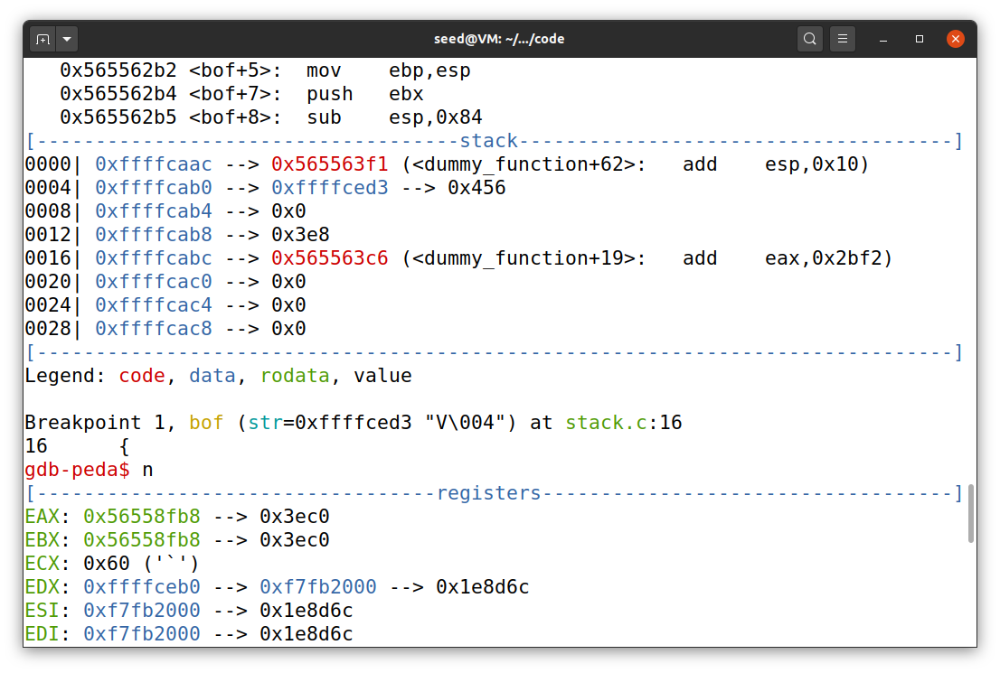 seed@VM: ~/.../code
0x565562b2 <bof+5>: mov ebp,esp
0x565562b4 <bof+7>: push ebx
0x565562b5 <bof+8>: sub esp,0x84
[------------------------------------stack-------------------------------------]
0000| 0xffffcaac --> 0x565563f1 (<dummy_function+62>: add esp,0x10)
0004| 0xffffcab0 --> 0xffffced3 --> 0x456
0008| 0xffffcab4 --> 0x0
0012| 0xffffcab8 --> 0x3e8
0016| 0xffffcabc --> 0x565563c6 (<dummy_function+19>: add eax,0x2bf2)
0020| 0xffffcac0 --> 0x0
0024| 0xffffcac4 --> 0x0
0028| 0xffffcac8 --> 0x0
[------------------------------------------------------------------------------]
Legend: code, data, rodata, value
Breakpoint 1, bof (str=0xffffced3 "V\004") at stack.c:16
16 {
gdb-peda$ n
[----------------------------------registers-----------------------------------]
EAX: 0x56558fb8 --> 0x3ec0
EBX: 0x56558fb8 --> 0x3ec0
ECX: 0x60 ('`')
EDX: 0xffffceb0 --> 0xf7fb2000 --> 0x1e8d6c
ESI: 0xf7fb2000 --> 0x1e8d6c
EDI: 0xf7fb2000 --> 0x1e8d6c